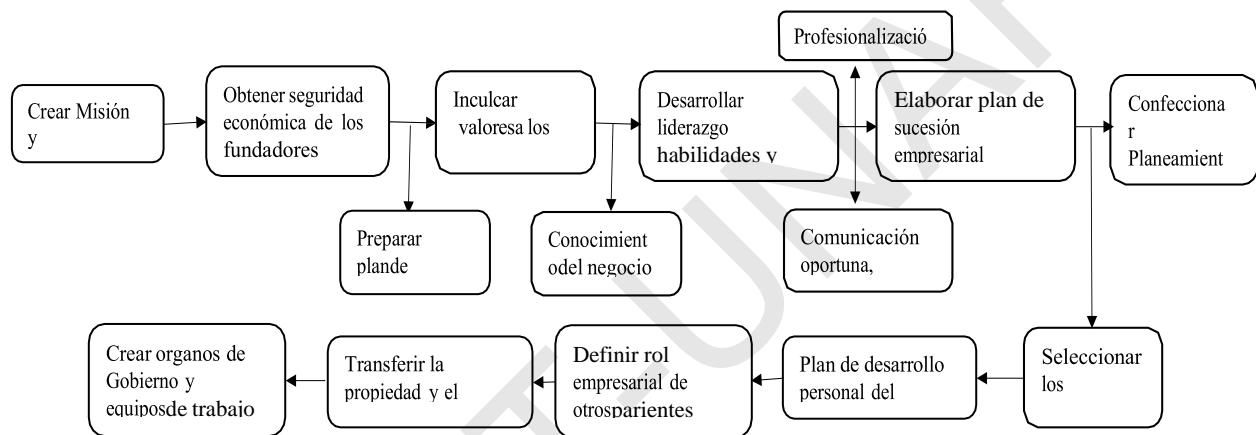 Profesionalizació
Crear Misión
y
Obtener seguridad
económica de los
fundadores
Inculcar
valoresa los
Desarrollar
liderazgo
habilidades y
Elaborar plan de
sucesión
empresarial
Confecciona
r
Planeamient
Preparar
plande
Conocimient
odel negocio
Comunicación
oportuna,
Crear organos de
Gobierno y
equiposde trabajo
Transferir la
propiedad y el
Definir rol
empresarial de
otrosparientes
Plan de desarrollo
personal del
Seleccionar
los